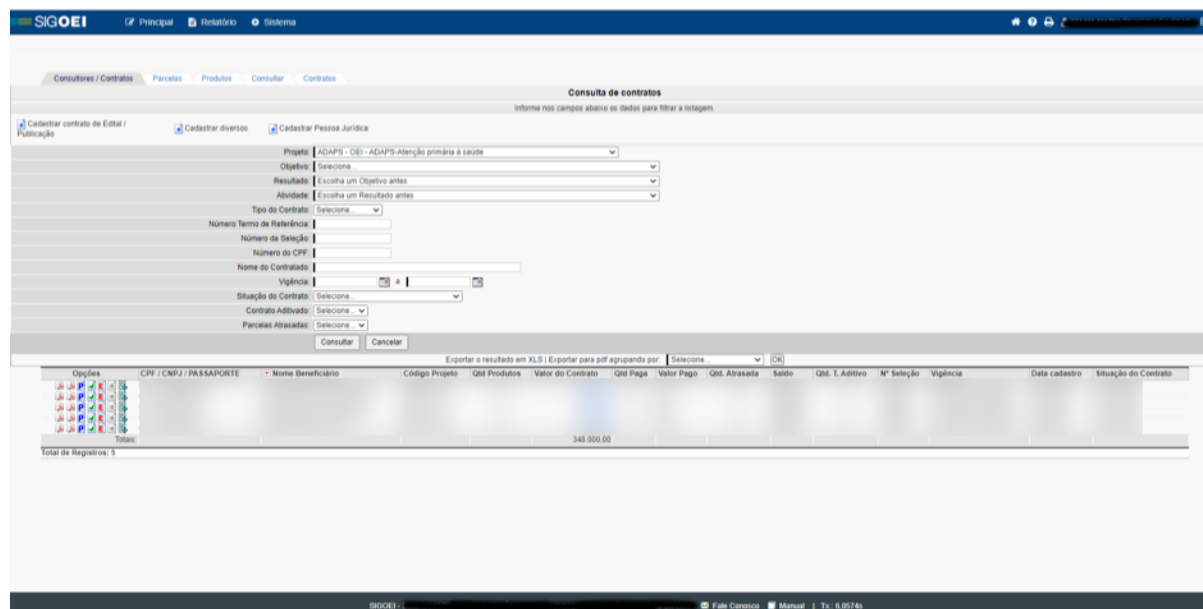 SIGOEI Principal Relatório Sistema
Consultores / Contratos Parcelas Produtos Consultar Contratos
Consulta de contratos
Informe nos campos abaixo os dados para filtrar a listagem.
Cadastrar contrato de Edital / Publicação Cadastrar diversos Cadastrar Pessoa Jurídica
Projeto: ADAPS - OEI - ADAPS-Atenção primária à saúde
Objetivo: Selecione...
Resultado: Escolha um Objetivo antes
Atividade: Escolha um Resultado antes
Tipo do Contrato: Selecione...
Número Termo de Referência:
Número da Seleção:
Número do CPF:
Nome do Contratado:
Vigência: a
Situação do Contrato: Selecione...
Contrato Aditivado: Selecione...
Parcelas Atrasadas: Selecione...
Consultar Cancelar
Exportar o resultado em XLS | Exportar para pdf agrupando por: Selecione... OK
Opções CPF / CNPJ / PASSAPORTE Nome Beneficiário Código Projeto Qtd Produtos Valor do Contrato Qtd Paga Valor Pago Qtd. Atrasada Saldo Qtd. T. Aditivo Nº Seleção Vigência Data cadastro Situação do Contrato
P E
P E
P E
P E
P E
Totais: 348.000,00
Total de Registros: 5
SIGOEI - Fale Conosco Manual | Tx.: 6,0574s